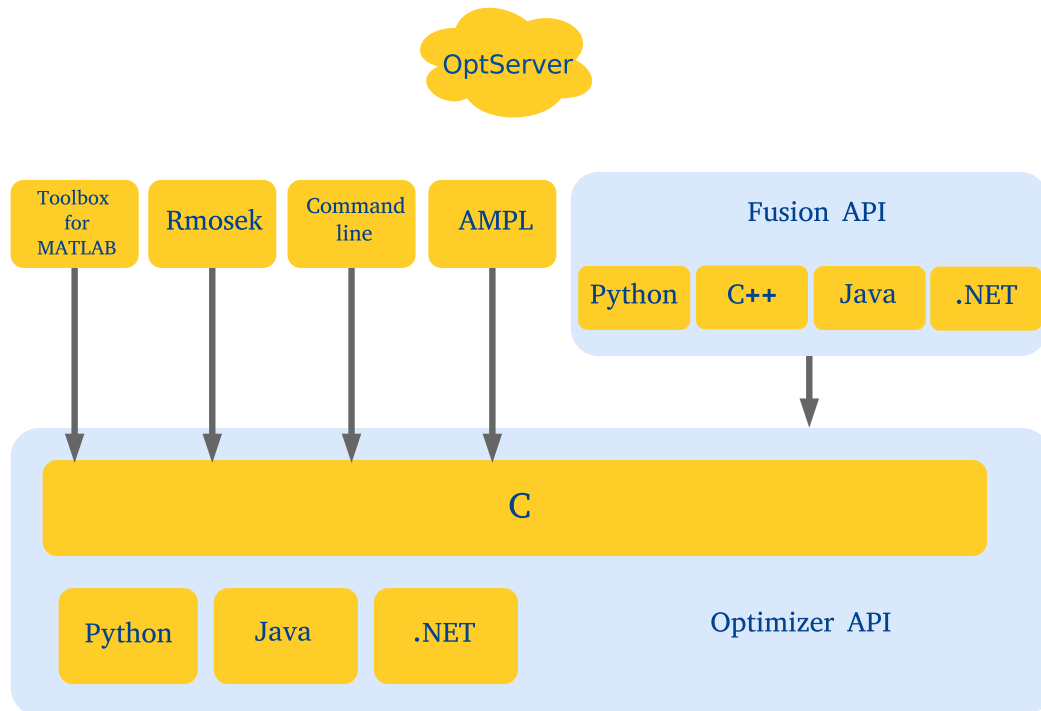 OptServer
Toolbox
for
MATLAB
Rmosek
Command
line
AMPL
Fusion API
Python
C++
Java
.NET
C
Python
Java
.NET
Optimizer API